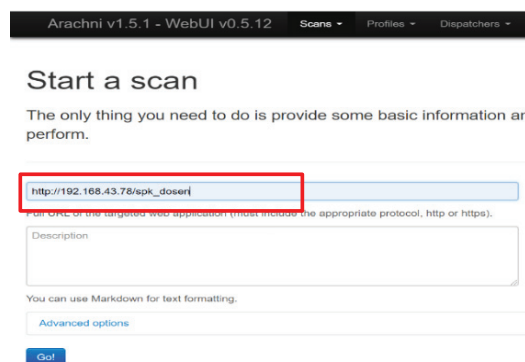 Arachni v1.5.1 - WebUI v0.5.12 Scans Profiles Dispatchers
Start a scan
The only thing you need to do is provide some basic information
perform.
http://192.168.43.78/spk_dosen
Full URL of the targeted web application (must include the appropriate protocol, http or https).
Description
You can use Markdown for text formatting.
Advanced options
Go!